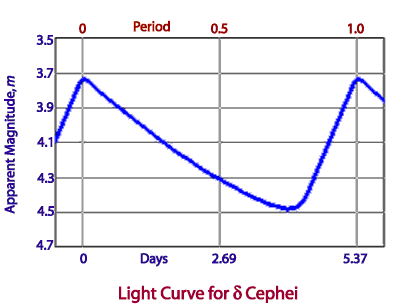 0 Period 0.5 1.0
3.5
3.7
3.9
4.1
4.3
4.5
4.7
Apparent Magnitude, m
0 Days 2.69 5.37
Light Curve for δ Cephei